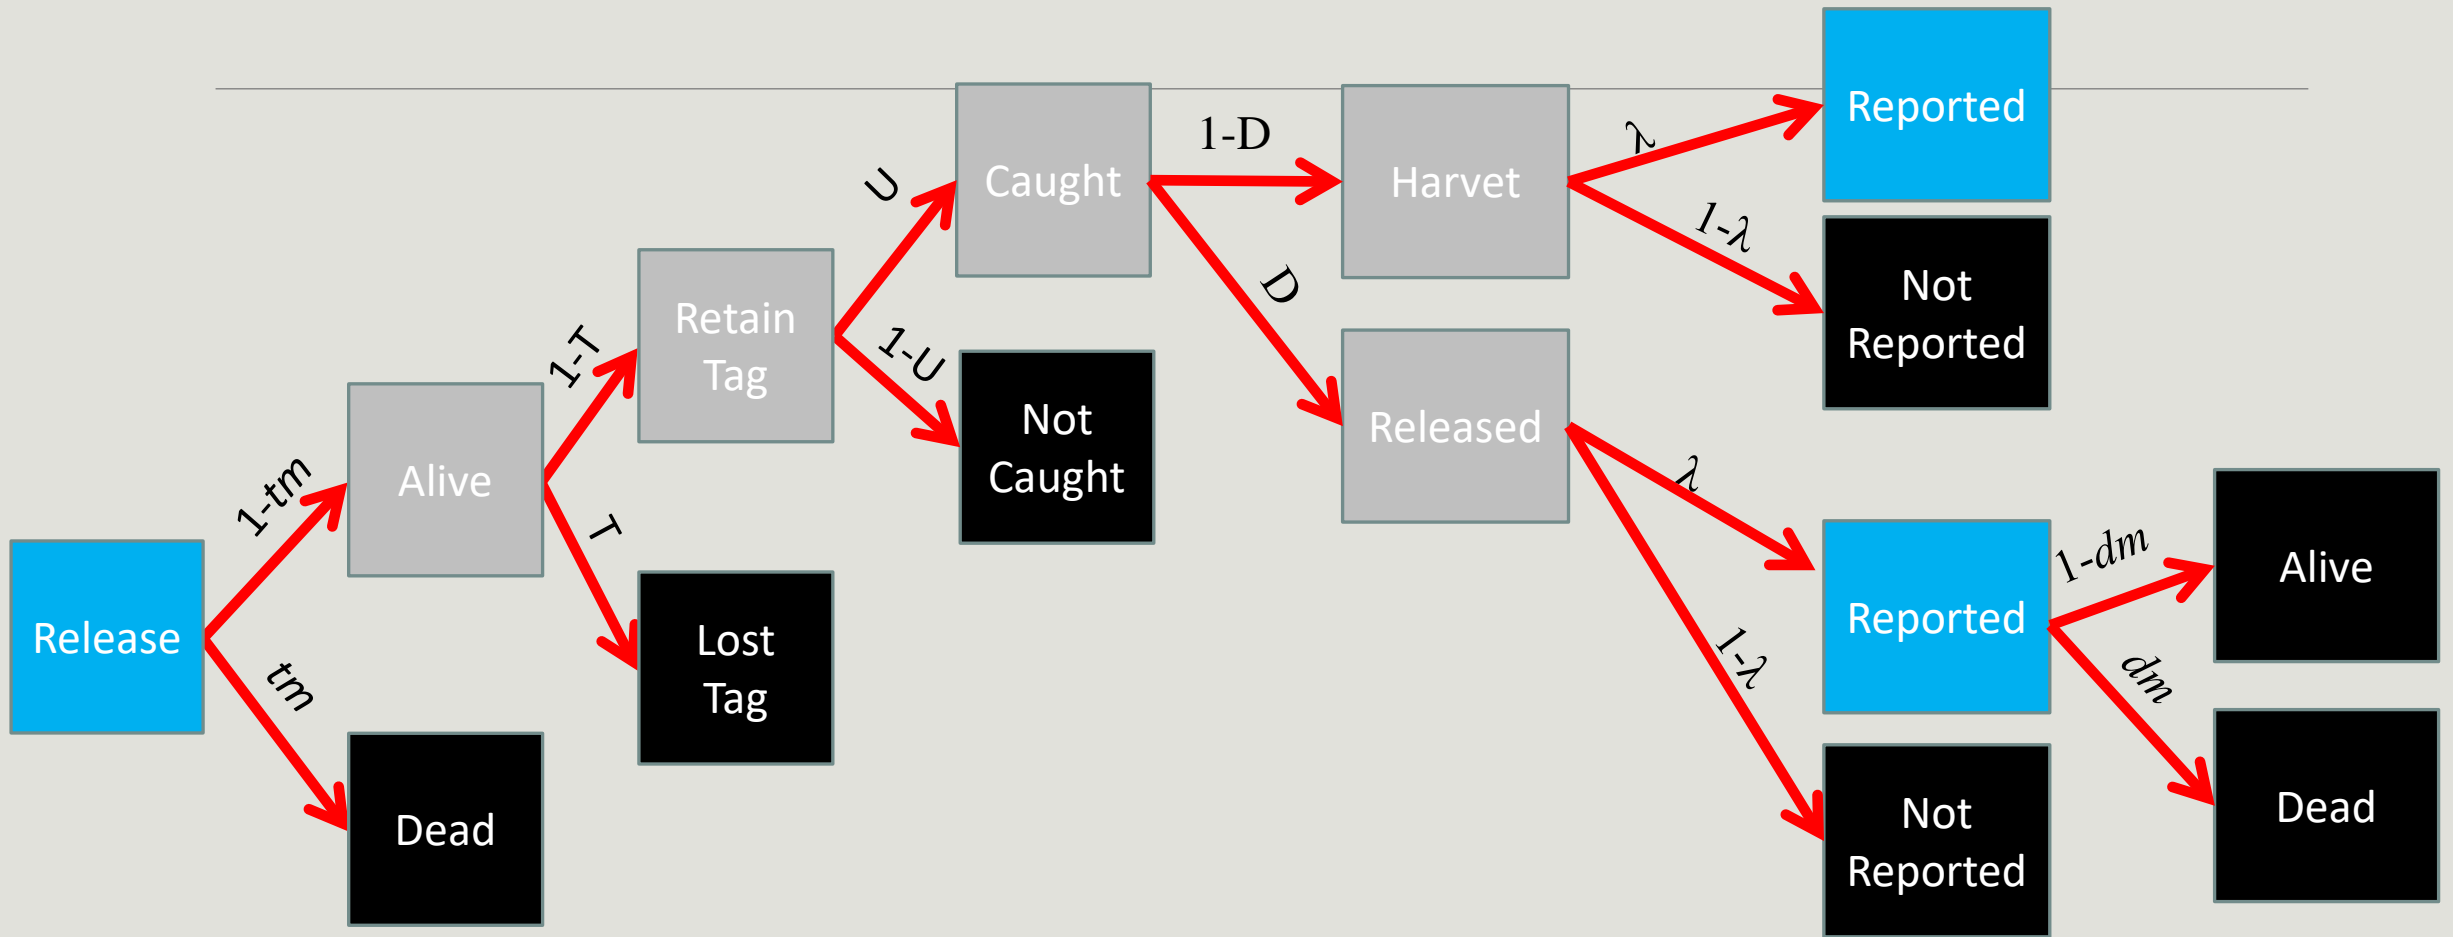 Release
1-tm
tm
Alive
Dead
1-T
T
Retain
Tag
Lost
Tag
U
1-U
Caught
Not
Caught
1-D
D
Harvet
Released
λ
1-λ
Reported
Not
Reported
λ
1-λ
Reported
Not
Reported
1-dm
dm
Alive
Dead